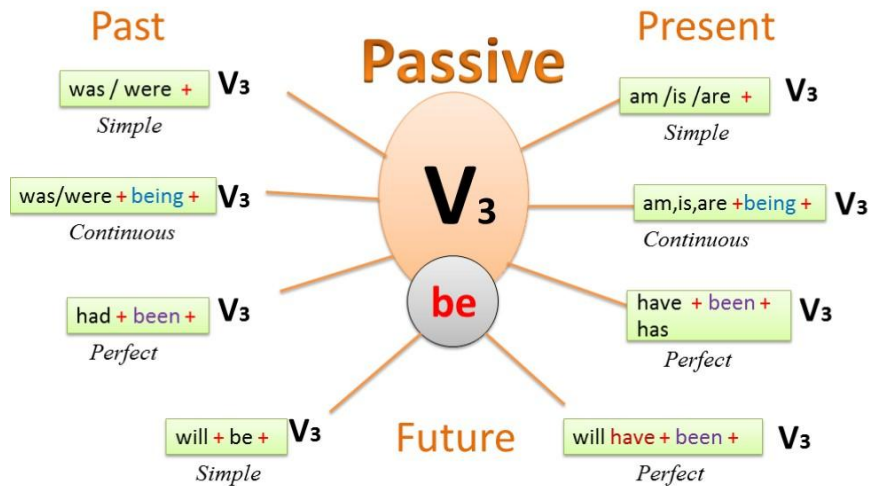 Past
Passive
Present
was / were + V₃
Simple
was/were + being + V₃
Continuous
had + been + V₃
Perfect
V₃
be
am /is /are + V₃
Simple
am,is,are +being + V₃
Continuous
have + been + V₃
has
Perfect
Future
will + be + V₃
Simple
will have + been + V₃
Perfect